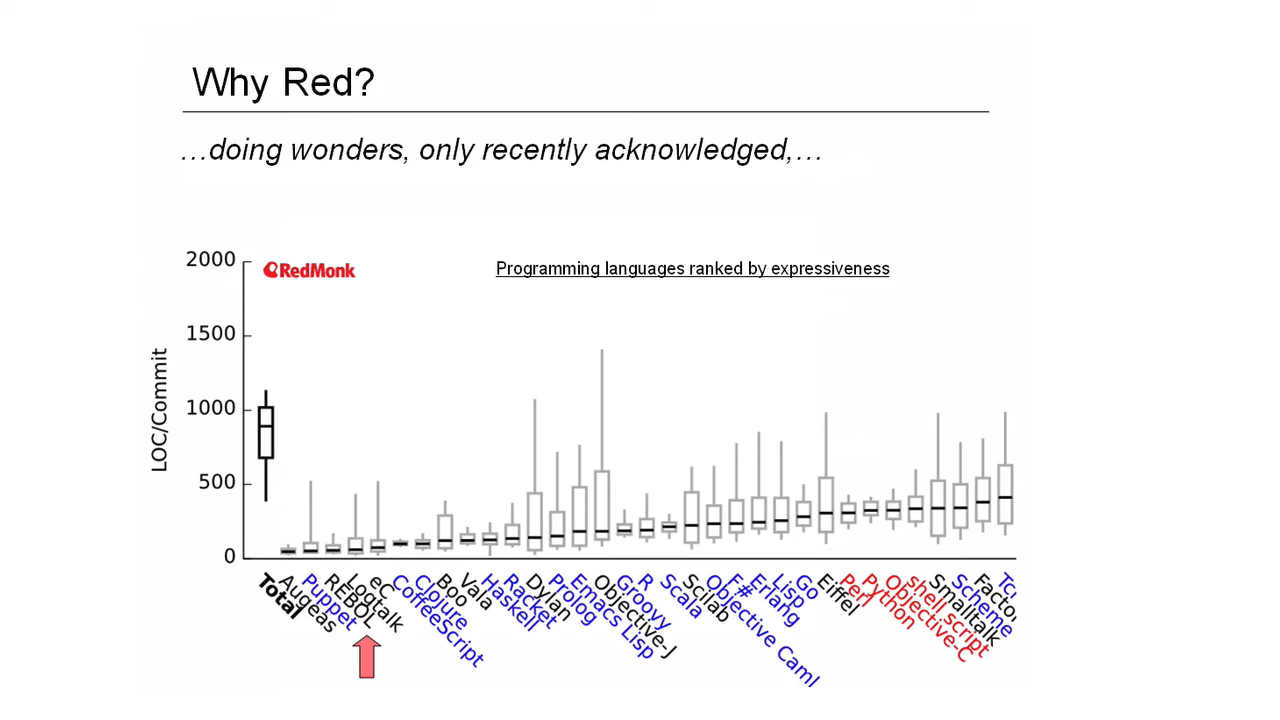 Why Red?
…doing wonders, only recently acknowledged,…
RedMonk
Programming languages ranked by expressiveness
LOC/Commit
2000
1500
1000
500
0
Total
Augeas
Puppet
REBOL
Logtalk
eC
CoffeeScript
Clojure
Boo
Vala
Haskell
Racket
Dylan
Prolog
Emacs Lisp
Objective-J
Groovy
R
Scala
Scilab
Objective Caml
F#
Erlang
Lisp
Go
Eiffel
Perl
Python
Objective-C
shell script
Smalltalk
Scheme
Factor
Tcl